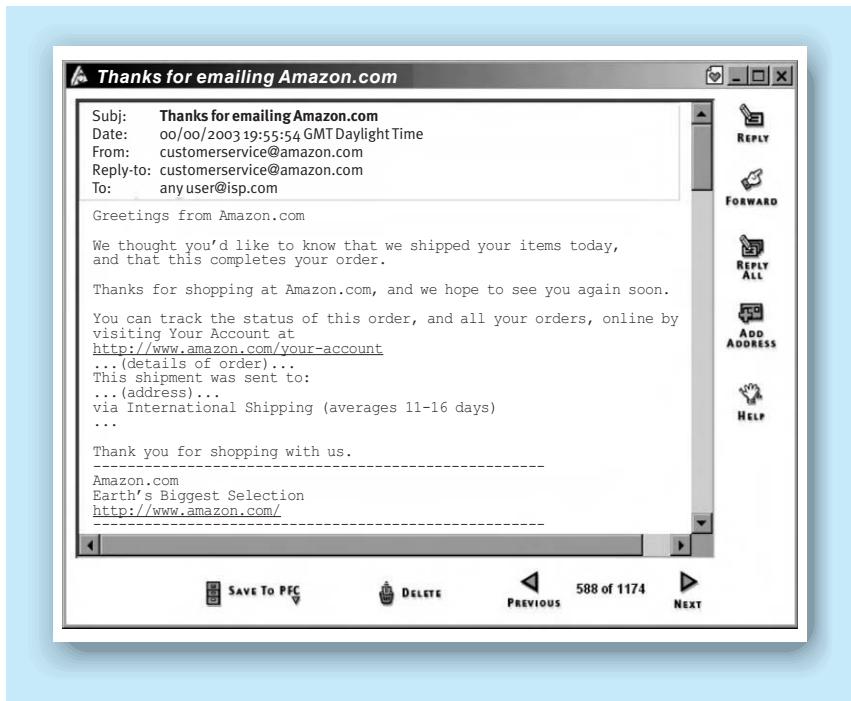 Thanks for emailing Amazon.com
Subj: Thanks for emailing Amazon.com
Date: 00/00/2003 19:55:54 GMT Daylight Time
From: customerservice@amazon.com
Reply-to: customerservice@amazon.com
To: any user@isp.com
Greetings from Amazon.com
We thought you’d like to know that we shipped your items today,
and that this completes your order.
Thanks for shopping at Amazon.com, and we hope to see you again soon.
You can track the status of this order, and all your orders, online by
visiting Your Account at
http://www.amazon.com/your-account
...(details of order)...
This shipment was sent to:
...(address)...
via International Shipping (averages 11-16 days)
...
Thank you for shopping with us.
-----------------------------------------------------
Amazon.com
Earth’s Biggest Selection
http://www.amazon.com/
-----------------------------------------------------
REPLY
FORWARD
REPLY
ALL
ADD
ADDRESS
HELP
SAVE TO PFC
DELETE
PREVIOUS
588 of 1174
NEXT